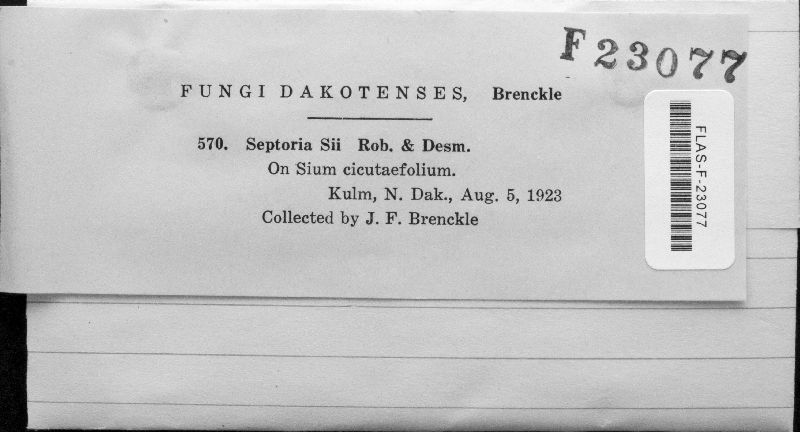 F23077
FUNGI DAKOTENSES, Brenckle
570. Septoria Sii Rob. & Desm.
On Sium cicutaefolium.
Kulm, N. Dak., Aug. 5, 1923
Collected by J. F. Brenckle
FLAS-F-23077